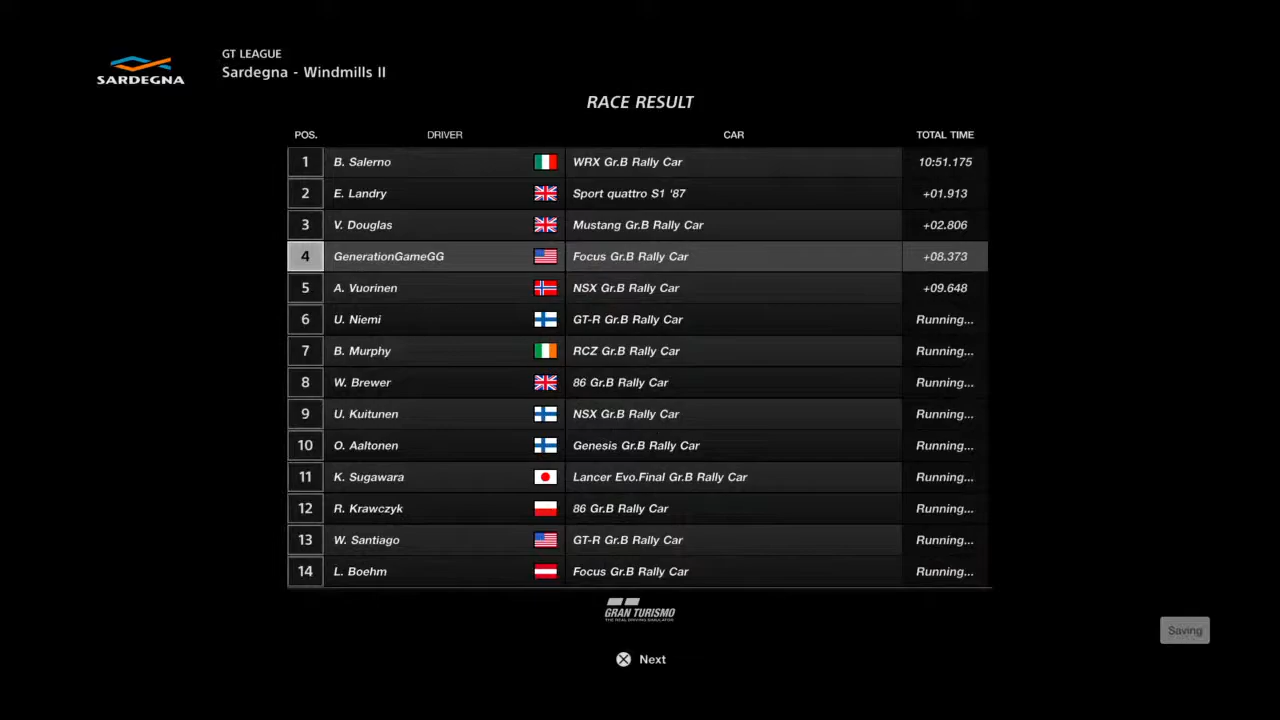 GT LEAGUE
SARDEGNA
Sardegna - Windmills II
RACE RESULT
POS. DRIVER CAR TOTAL TIME
1 B. Salerno WRX Gr.B Rally Car 10:51.175
2 E. Landry Sport quattro S1 '87 +01.913
3 V. Douglas Mustang Gr.B Rally Car +02.806
4 GenerationGameGG Focus Gr.B Rally Car +08.373
5 A. Vuorinen NSX Gr.B Rally Car +09.648
6 U. Niemi GT-R Gr.B Rally Car Running...
7 B. Murphy RCZ Gr.B Rally Car Running...
8 W. Brewer 86 Gr.B Rally Car Running...
9 U. Kuitunen NSX Gr.B Rally Car Running...
10 O. Aaltonen Genesis Gr.B Rally Car Running...
11 K. Sugawara Lancer Evo.Final Gr.B Rally Car Running...
12 R. Krawczyk 86 Gr.B Rally Car Running...
13 W. Santiago GT-R Gr.B Rally Car Running...
14 L. Boehm Focus Gr.B Rally Car Running...
GRAN TURISMO
THE REAL DRIVING SIMULATOR
Saving
Next